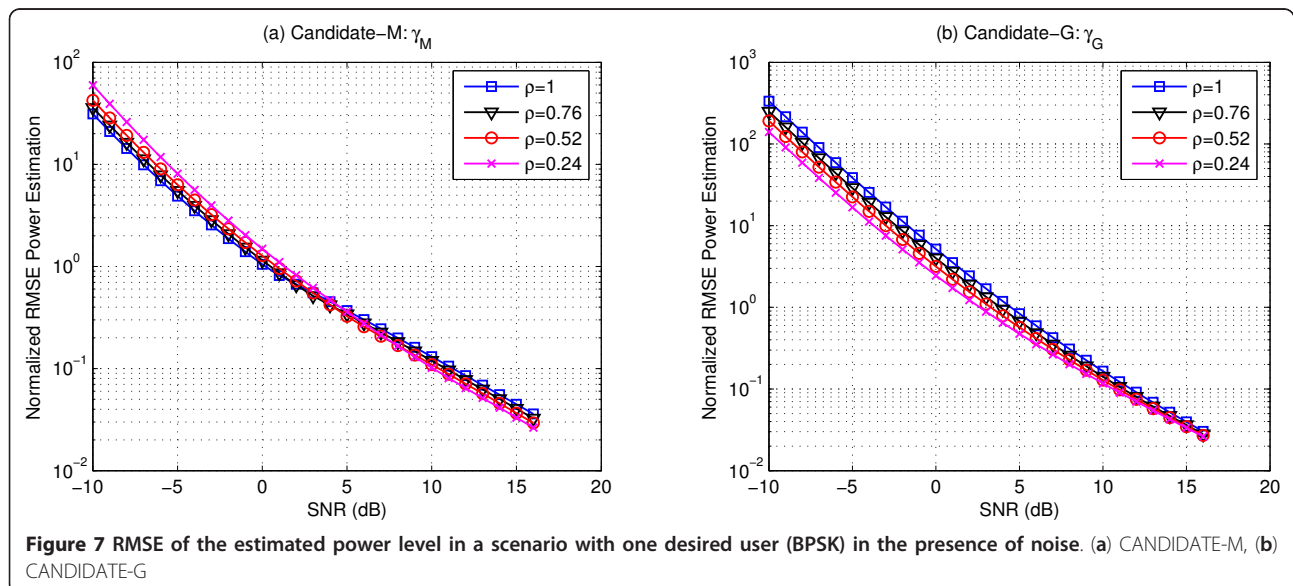 (a) Candidate−M: γM
Normalized RMSE Power Estimation
10^2
10^1
10^0
10^−1
10^−2
−10 −5 0 5 10 15 20
SNR (dB)
ρ=1
ρ=0.76
ρ=0.52
ρ=0.24
(b) Candidate−G: γG
Normalized RMSE Power Estimation
10^3
10^2
10^1
10^0
10^−1
10^−2
−10 −5 0 5 10 15 20
SNR (dB)
ρ=1
ρ=0.76
ρ=0.52
ρ=0.24
Figure 7 RMSE of the estimated power level in a scenario with one desired user (BPSK) in the presence of noise. (a) CANDIDATE-M, (b)
CANDIDATE-G